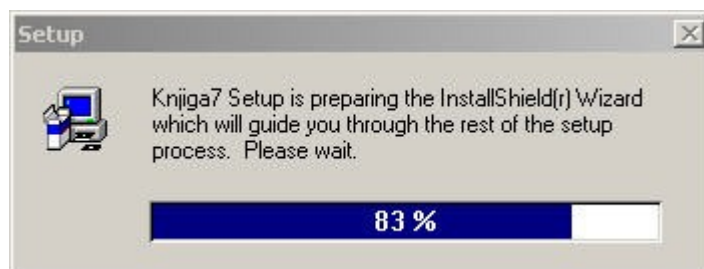 Setup
Knjiga7 Setup is preparing the InstallShield(r) Wizard
which will guide you through the rest of the setup
process.  Please wait.
83 %